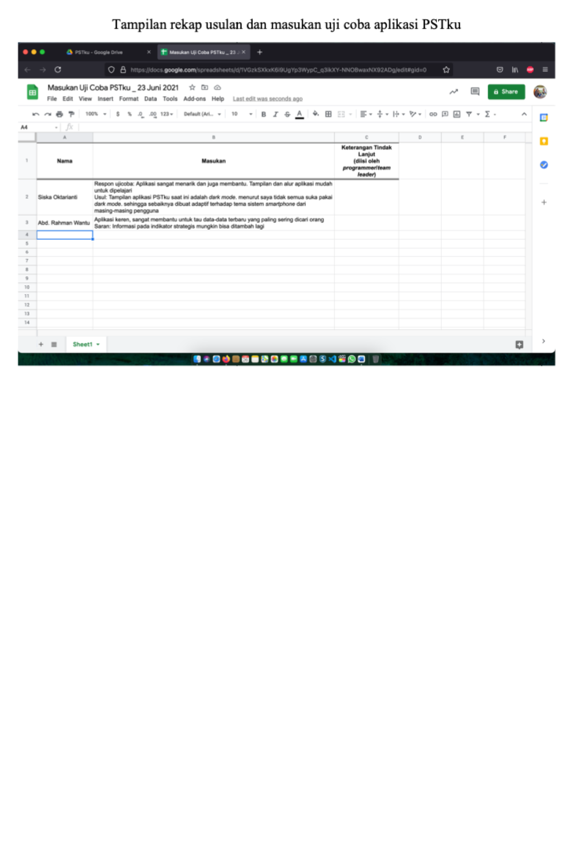 Tampilan rekap usulan dan masukan uji coba aplikasi PSTku
PSTku - Google Drive
Masukan Uji Coba PSTku _ 23
Masukan Uji Coba PSTku _ 23 Juni 2021
Share
File Edit View Insert Format Data Tools Add-ons Help Last edit was seconds ago
100% $ % .0 .00 123 Default (Ari... 10 B I S A
A4 fx
A B C D E F
1 Nama Masukan Keterangan Tindak
Lanjut
(diisi oleh
programmer/team
leader)
2 Siska Oktarianti
Respon ujicoba: Aplikasi sangat menarik dan juga membantu. Tampilan dan alur aplikasi mudah
untuk dipelajari
Usul: Tampilan aplikasi PSTku saat ini adalah dark mode. menurut saya tidak semua suka pakai
dark mode. sehingga sebaiknya dibuat adaptif terhadap tema sistem smartphone dari
masing-masing pengguna
3 Abd. Rahman Wantu
Aplikasi keren, sangat membantu untuk tau data-data terbaru yang paling sering dicari orang
Saran: Informasi pada indikator strategis mungkin bisa ditambah lagi
4
5
6
7
8
9
10
11
12
13
14
Sheet1